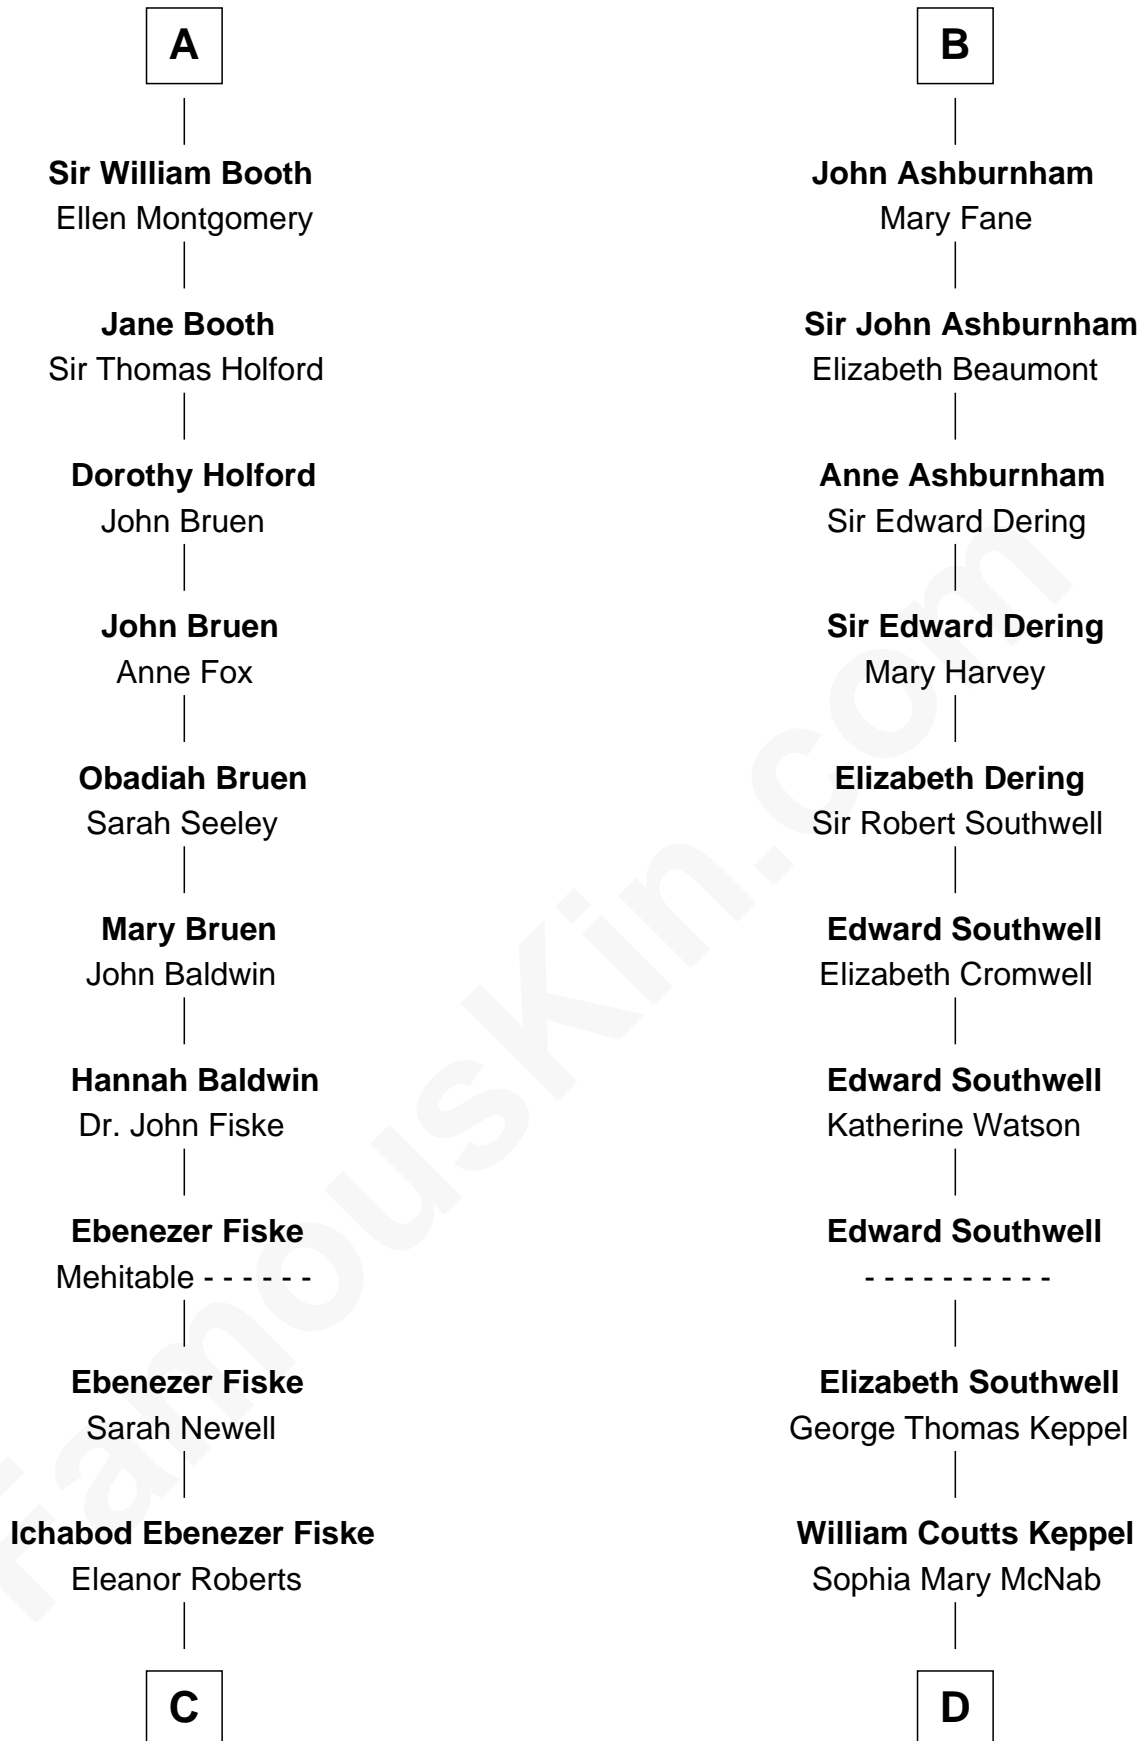 A
Sir William Booth
Ellen Montgomery
Jane Booth
Sir Thomas Holford
Dorothy Holford
John Bruen
John Bruen
Anne Fox
Obadiah Bruen
Sarah Seeley
Mary Bruen
John Baldwin
Hannah Baldwin
Dr. John Fiske
Ebenezer Fiske
Mehitable - - - - - -
Ebenezer Fiske
Sarah Newell
Ichabod Ebenezer Fiske
Eleanor Roberts
C
B
John Ashburnham
Mary Fane
Sir John Ashburnham
Elizabeth Beaumont
Anne Ashburnham
Sir Edward Dering
Sir Edward Dering
Mary Harvey
Elizabeth Dering
Sir Robert Southwell
Edward Southwell
Elizabeth Cromwell
Edward Southwell
Katherine Watson
Edward Southwell
- - - - - - - - - -
Elizabeth Southwell
George Thomas Keppel
William Coutts Keppel
Sophia Mary McNab
D
FamousKin.com